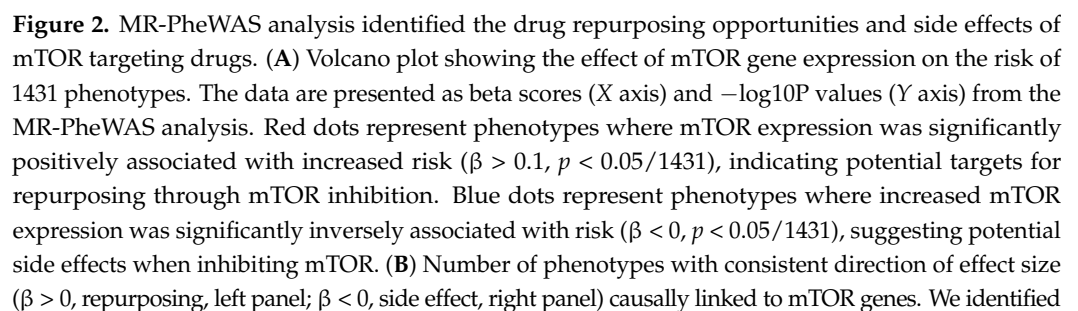 Figure 2. MR-PheWAS analysis identified the drug repurposing opportunities and side effects of
mTOR targeting drugs. (A) Volcano plot showing the effect of mTOR gene expression on the risk of
1431 phenotypes. The data are presented as beta scores (X axis) and −log10P values (Y axis) from the
MR-PheWAS analysis. Red dots represent phenotypes where mTOR expression was significantly
positively associated with increased risk (β > 0.1, p < 0.05/1431), indicating potential targets for
repurposing through mTOR inhibition. Blue dots represent phenotypes where increased mTOR
expression was significantly inversely associated with risk (β < 0, p < 0.05/1431), suggesting potential
side effects when inhibiting mTOR. (B) Number of phenotypes with consistent direction of effect size
(β > 0, repurposing, left panel; β < 0, side effect, right panel) causally linked to mTOR genes. We identified